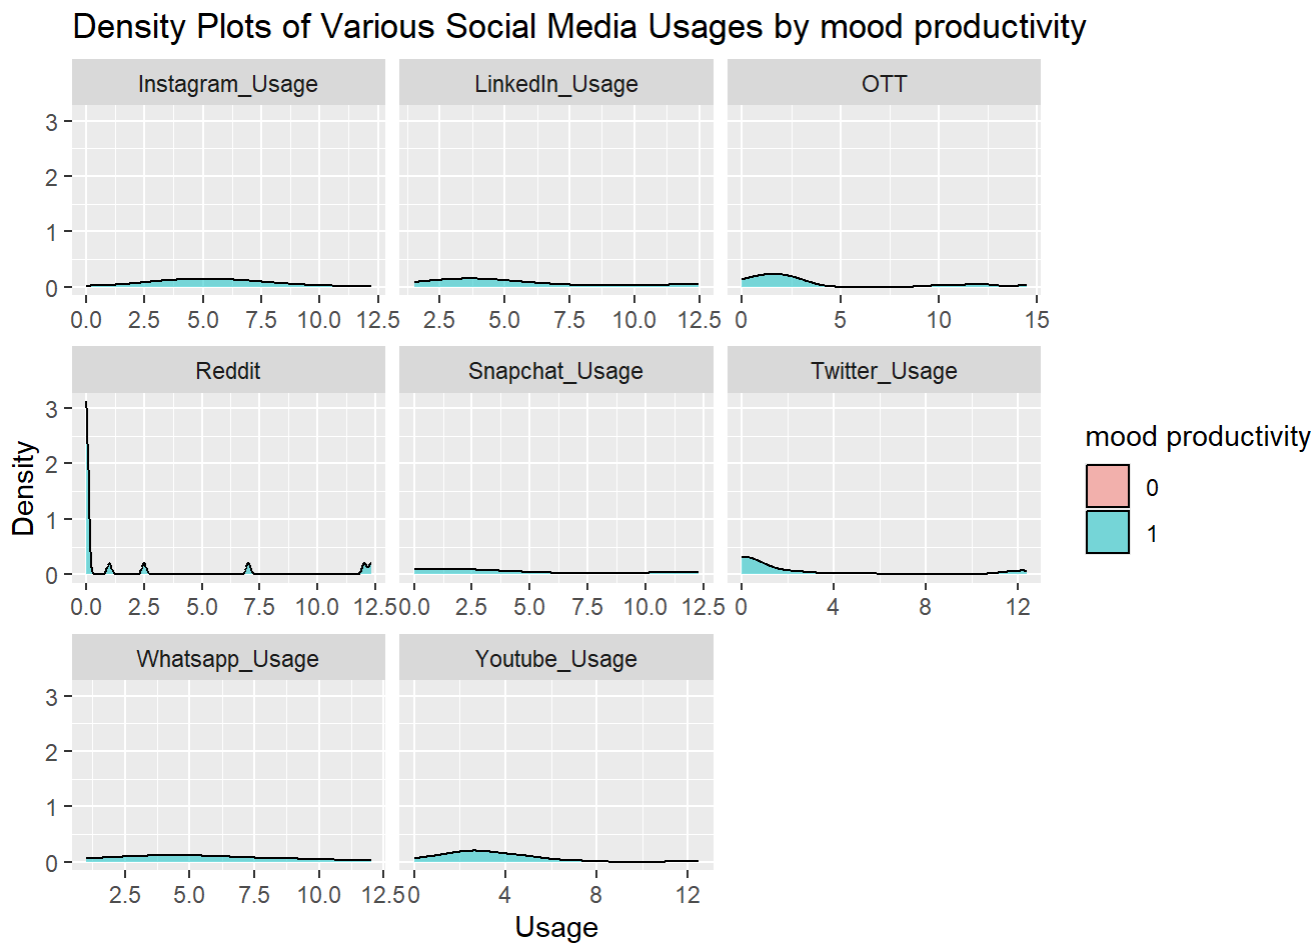 Density Plots of Various Social Media Usages by mood productivity
Instagram_Usage LinkedIn_Usage OTT
3
2
1
0
0.0 2.5 5.0 7.5 10.0 12.5 2.5 5.0 7.5 10.0 12.5 0 5 10 15
Reddit Snapchat_Usage Twitter_Usage
3
2
1
0
0.0 2.5 5.0 7.5 10.0 12.5 0.0 2.5 5.0 7.5 10.0 12.5 0 4 8 12
Whatsapp_Usage Youtube_Usage
3
2
1
0
2.5 5.0 7.5 10.0 12.5 0 4 8 12
Density
Usage
mood productivity
0
1